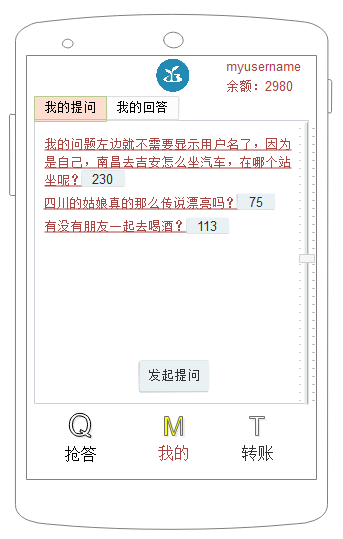 myusername
余额：2980
我的提问 我的回答
我的问题左边就不需要显示用户名了，因为
是自己，南昌去吉安怎么坐汽车，在哪个站
坐呢？ 230
四川的姑娘真的那么传说漂亮吗？ 75
有没有朋友一起去喝酒？ 113
发起提问
Q M T
抢答 我的 转账